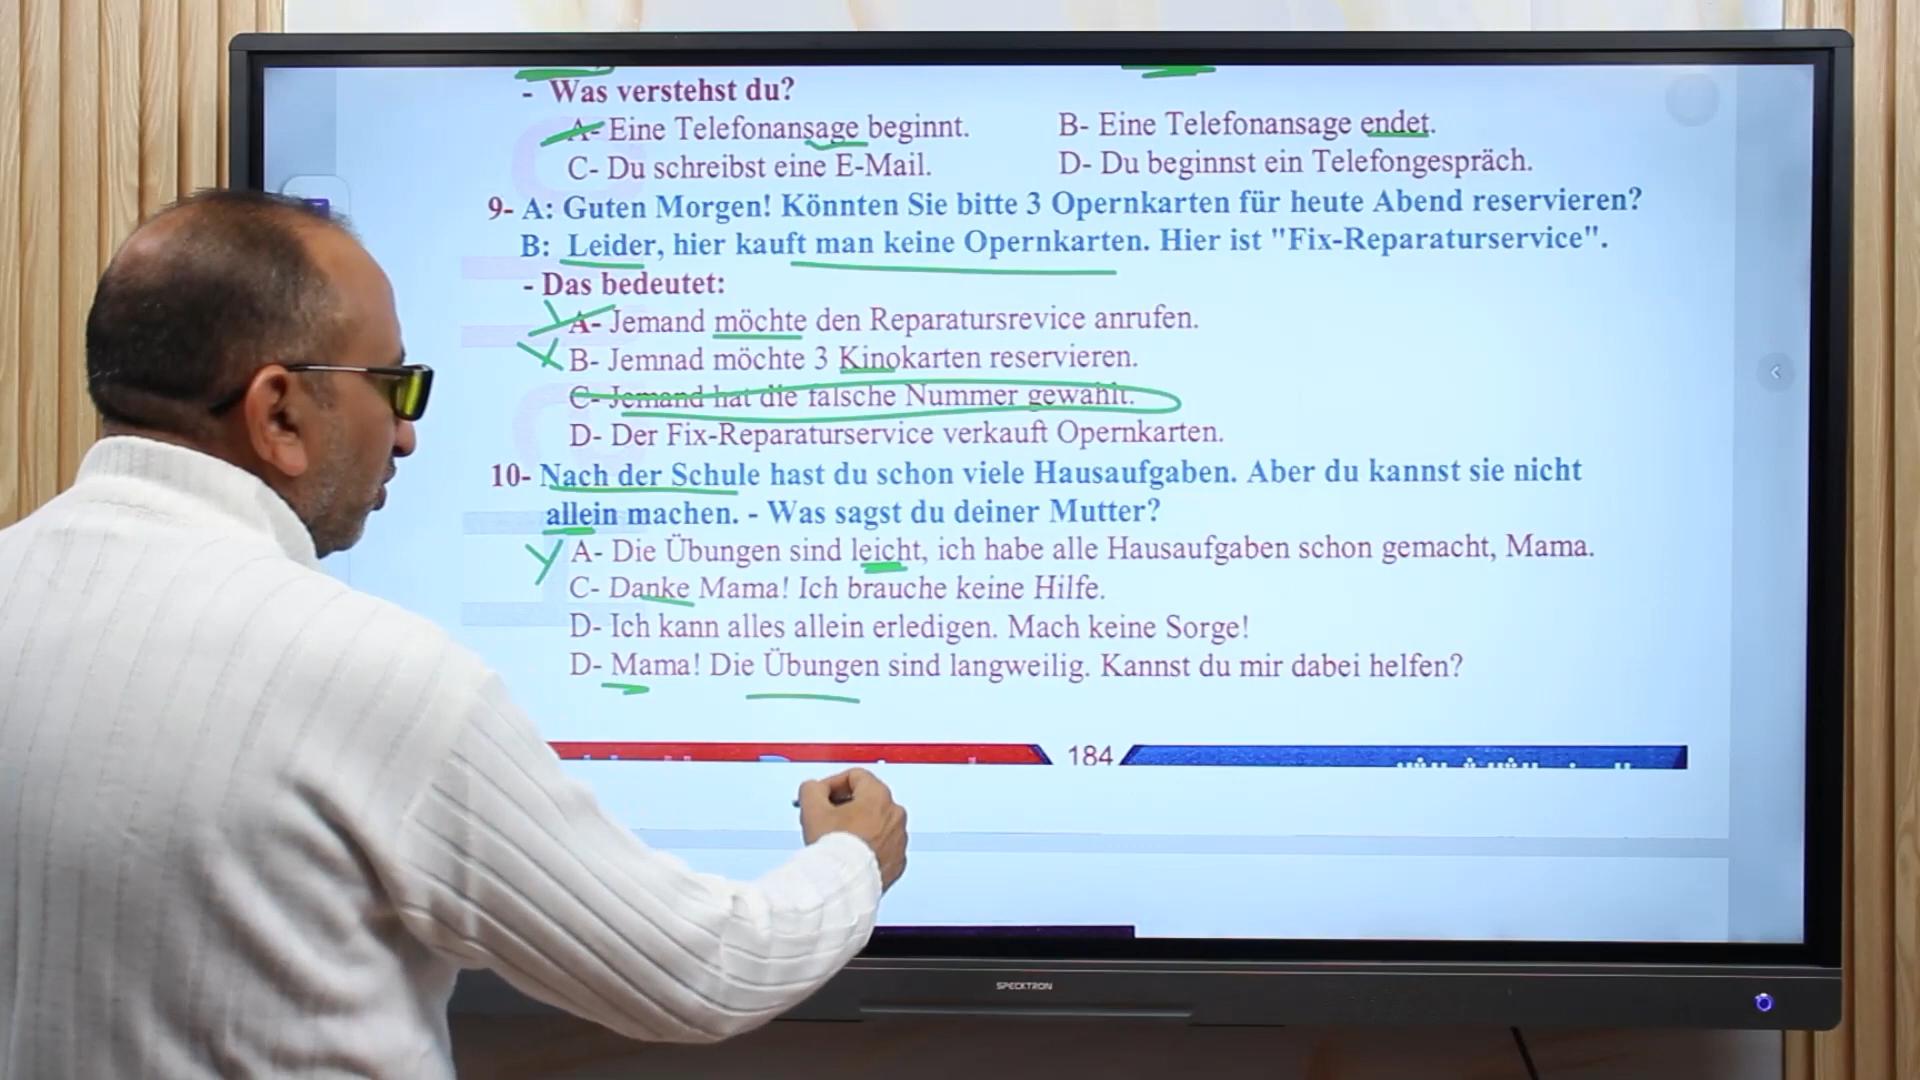 - Was verstehst du?
A- Eine Telefonansage beginnt. B- Eine Telefonansage endet.
C- Du schreibst eine E-Mail. D- Du beginnst ein Telefongespräch.
9- A: Guten Morgen! Könnten Sie bitte 3 Opernkarten für heute Abend reservieren?
B: Leider, hier kauft man keine Opernkarten. Hier ist "Fix-Reparaturservice".
- Das bedeutet:
A- Jemand möchte den Reparatursrevice anrufen.
B- Jemnad möchte 3 Kinokarten reservieren.
C- Jemand hat die falsche Nummer gewählt.
D- Der Fix-Reparaturservice verkauft Opernkarten.
10- Nach der Schule hast du schon viele Hausaufgaben. Aber du kannst sie nicht
allein machen. - Was sagst du deiner Mutter?
A- Die Übungen sind leicht, ich habe alle Hausaufgaben schon gemacht, Mama.
C- Danke Mama! Ich brauche keine Hilfe.
D- Ich kann alles allein erledigen. Mach keine Sorge!
D- Mama! Die Übungen sind langweilig. Kannst du mir dabei helfen?
184
SPECKTRON